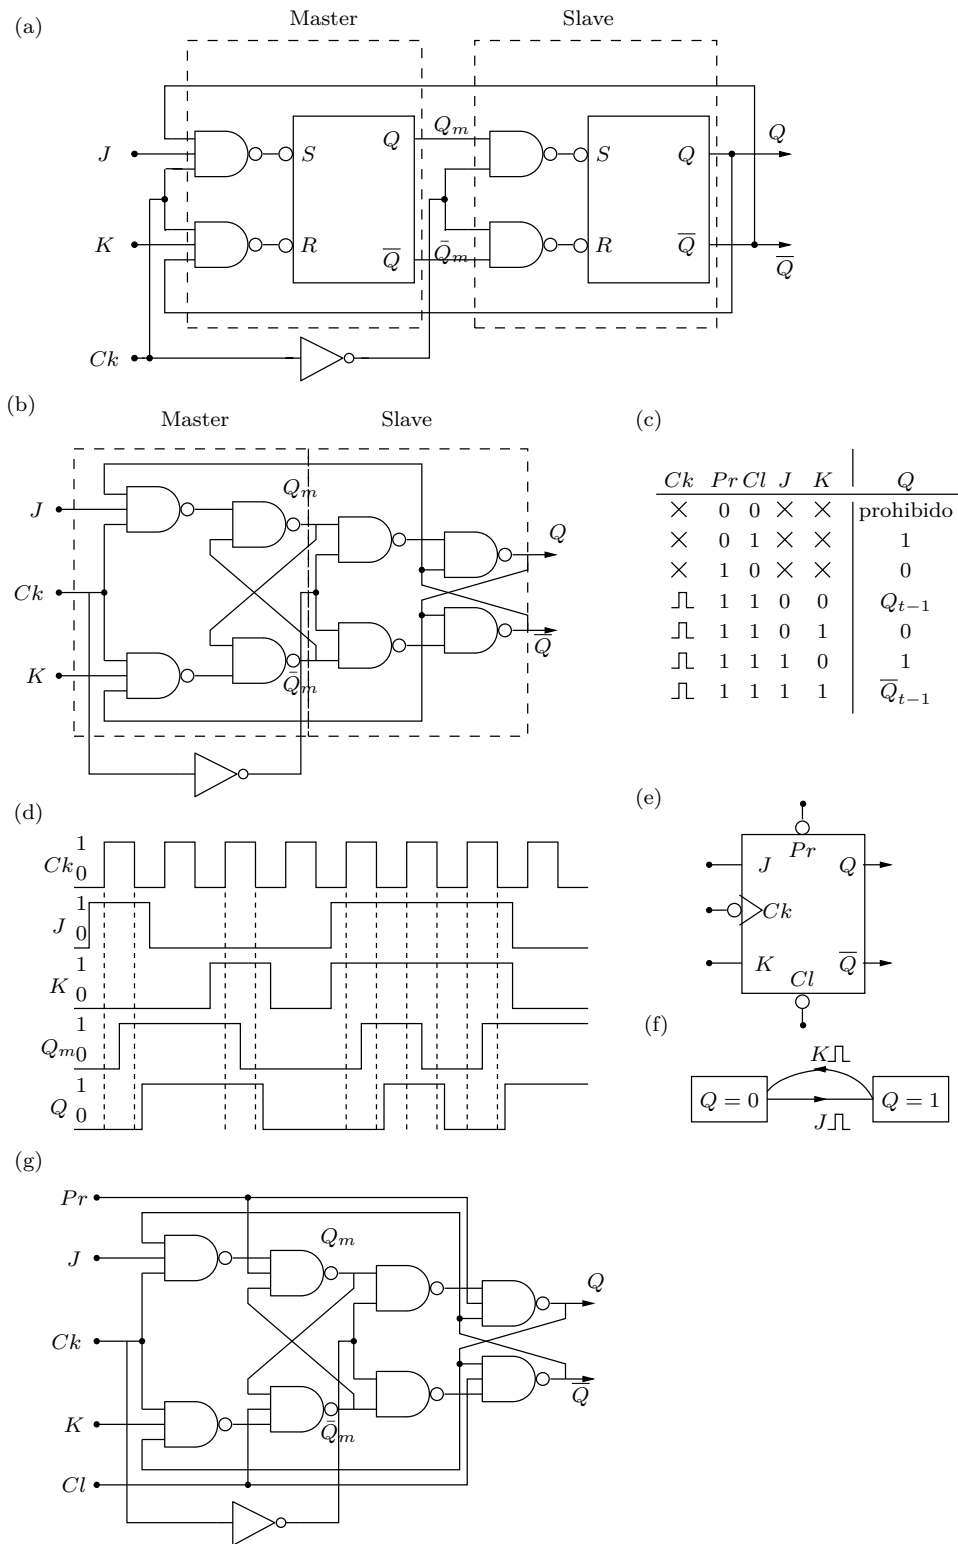 (a)
Master Slave
J
K
Ck
S
R
Q
Q̅
Q_m
Q̄_m
S
R
Q
Q̅
Q
Q̅
(b)
Master Slave
J
Ck
K
Q_m
Q̄_m
Q
Q̅
(c)
Ck Pr Cl J K Q
× 0 0 × × prohibido
× 0 1 × × 1
× 1 0 × × 0
⎍ 1 1 0 0 Q_{t−1}
⎍ 1 1 0 1 0
⎍ 1 1 1 0 1
⎍ 1 1 1 1 Q̅_{t−1}
(d)
Ck 1 0
J 1 0
K 1 0
Q_m 1 0
Q 1 0
(e)
Pr
J Q
Ck
K Q̅
Cl
(f)
K⎍
Q = 0 Q = 1
J⎍
(g)
Pr
J
Ck
K
Cl
Q_m
Q̄_m
Q
Q̅